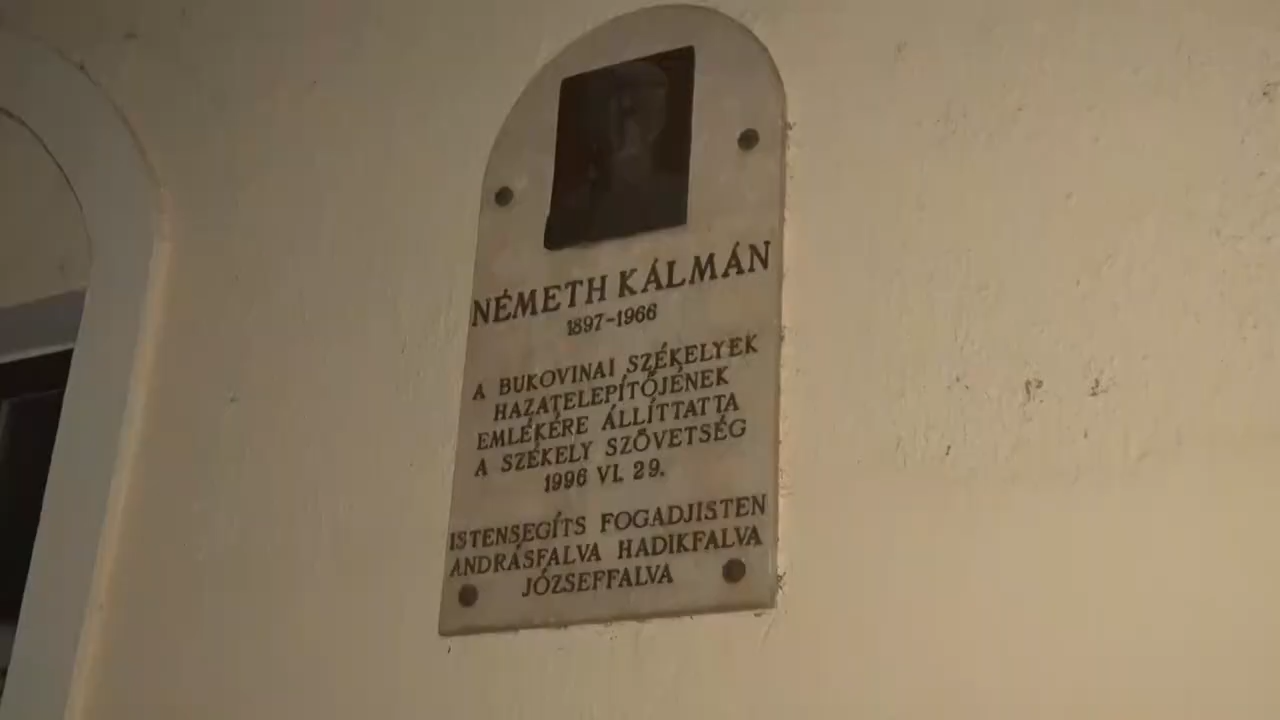 NÉMETH KÁLMÁN
1897-1966
A BUKOVINAI SZÉKELYEK
HAZATELEPÍTŐJÉNEK
EMLÉKÉRE ÁLLÍTTATTA
A SZÉKELY SZÖVETSÉG
1996 VI. 29.
ISTENSEGÍTS FOGADJISTEN
ANDRÁSFALVA HADIKFALVA
JÓZSEFFALVA